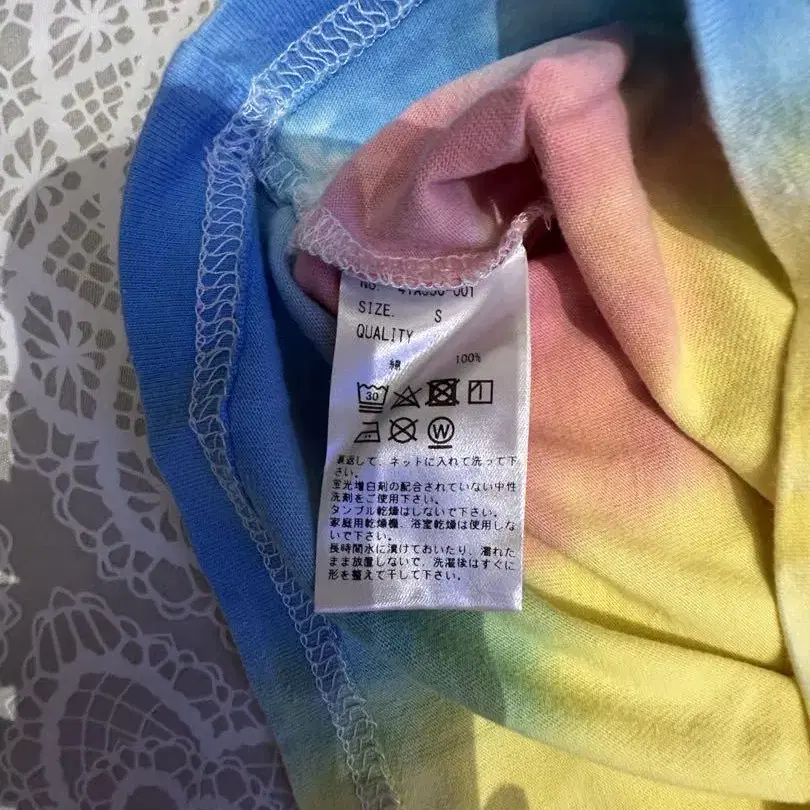 SIZE. S
QUALITY
綿 100%
30
W
裏返して、ネットに入れて洗って下
さい。
蛍光増白剤の配合されていない中性
洗剤をご使用下さい。
タンブル乾燥はしないで下さい。
家庭用乾燥機、浴室乾燥は使用しな
いで下さい。
長時間水に漬けておいたり、濡れた
まま放置しないで、洗濯後はすぐに
形を整えて干して下さい。